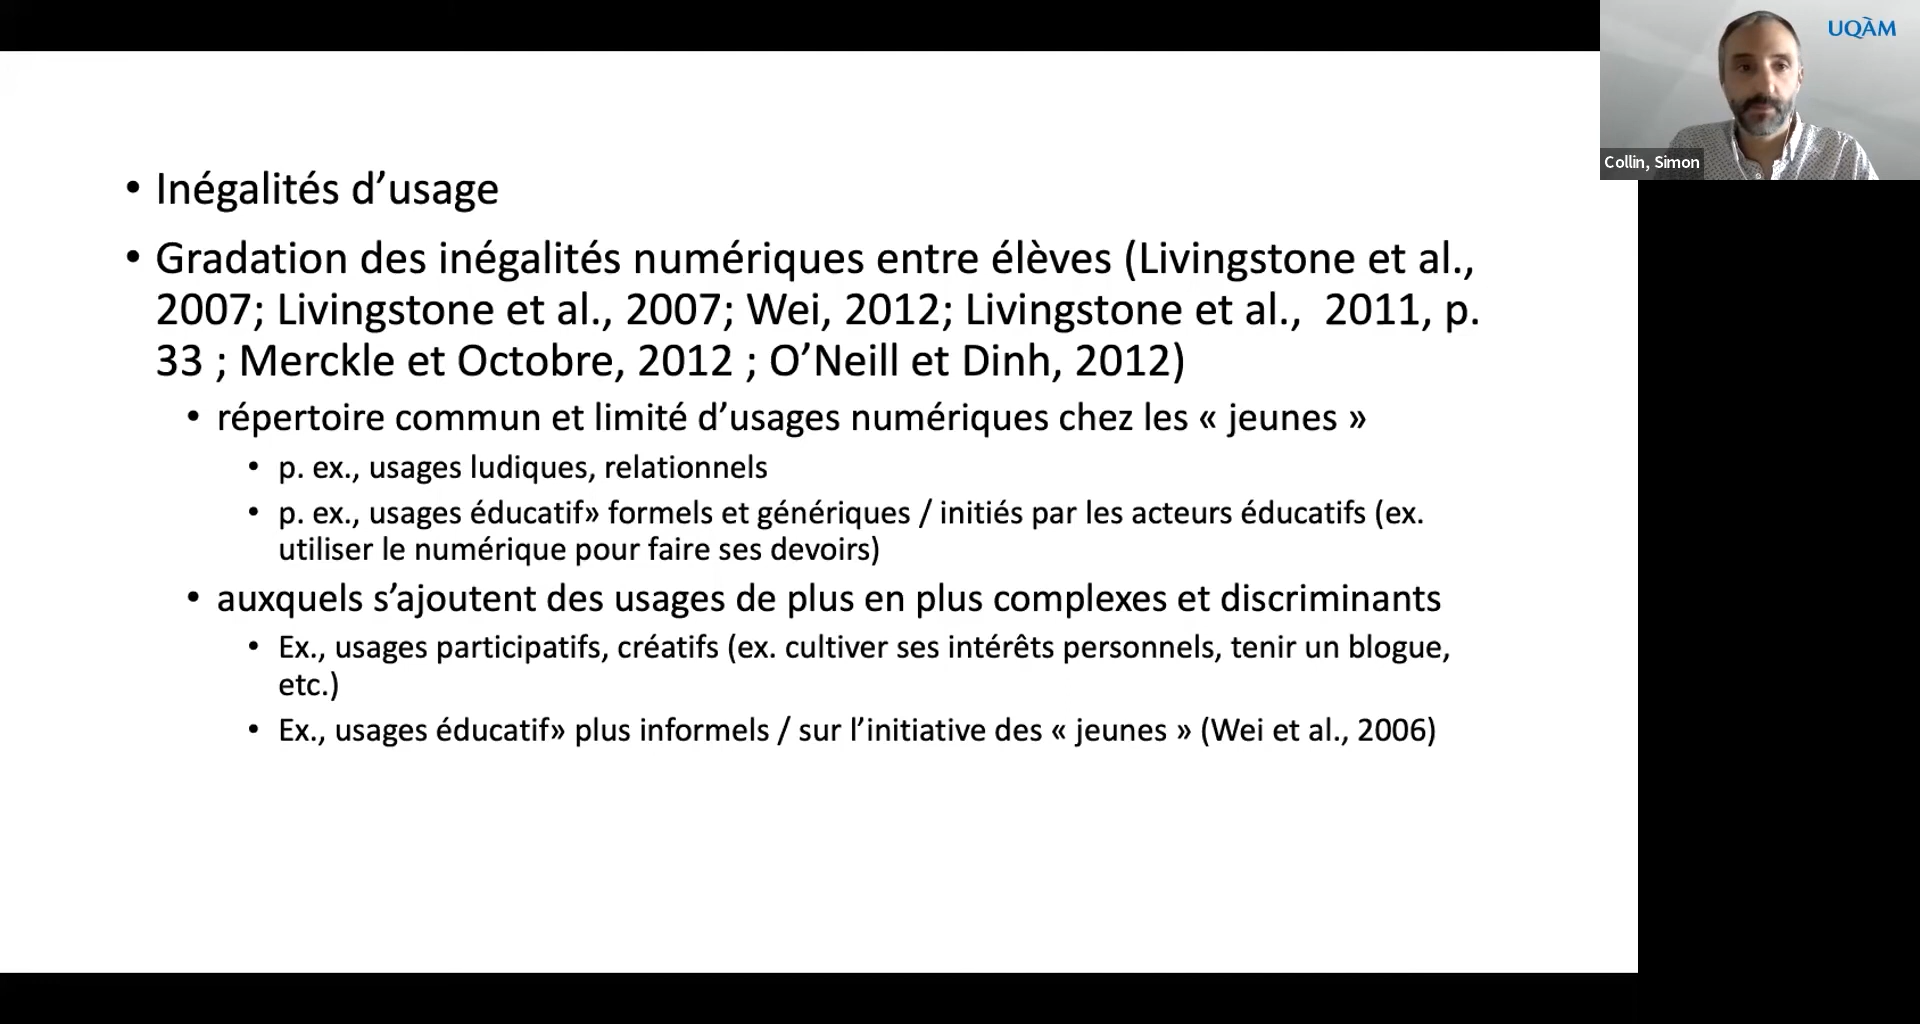 • Inégalités d’usage
• Gradation des inégalités numériques entre élèves (Livingstone et al.,
2007; Livingstone et al., 2007; Wei, 2012; Livingstone et al.,  2011, p.
33 ; Merckle et Octobre, 2012 ; O’Neill et Dinh, 2012)
• répertoire commun et limité d’usages numériques chez les « jeunes »
• p. ex., usages ludiques, relationnels
• p. ex., usages éducatif» formels et génériques / initiés par les acteurs éducatifs (ex.
utiliser le numérique pour faire ses devoirs)
• auxquels s’ajoutent des usages de plus en plus complexes et discriminants
• Ex., usages participatifs, créatifs (ex. cultiver ses intérêts personnels, tenir un blogue,
etc.)
• Ex., usages éducatif» plus informels / sur l’initiative des « jeunes » (Wei et al., 2006)
UQÀM
Collin, Simon